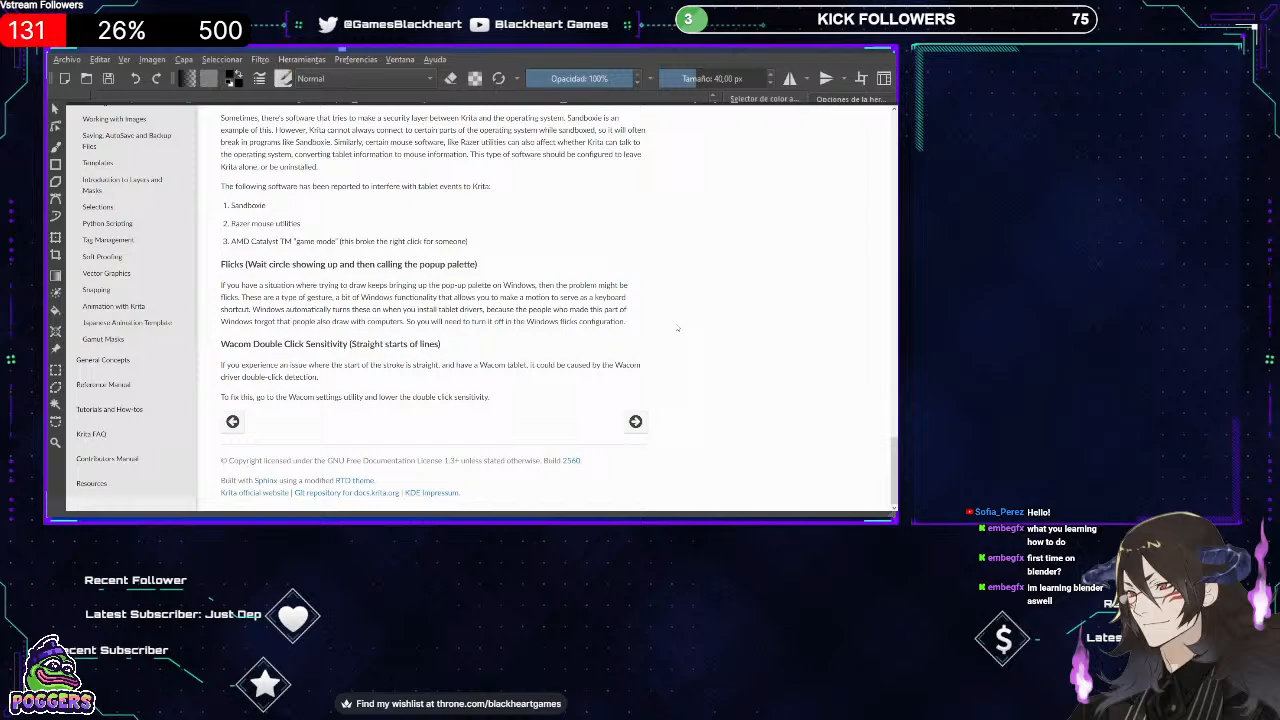 Vstream Followers
131
26%
500
@GamesBlackheart
Blackheart Games
3
KICK FOLLOWERS
75
Archivo
Editar
Ver
Imagen
Capa
Seleccionar
Filtro
Herramientas
Preferencias
Ventana
Ayuda
Normal
Opacidad: 100%
Tamaño: 40,00 px
Selector de color a...
Opciones de la her...
Working with Images
Saving, AutoSave and Backup
Files
Templates
Introduction to Layers and
Masks
Selections
Python Scripting
Tag Management
Soft Proofing
Vector Graphics
Snapping
Animation with Krita
Japanese Animation Template
Gamut Masks
General Concepts
Reference Manual
Tutorials and How-tos
Krita FAQ
Contributors Manual
Resources
Sometimes, there's software that tries to make a security layer between Krita and the operating system. Sandboxie is an
example of this. However, Krita cannot always connect to certain parts of the operating system while sandboxed, so it will often
break in programs like Sandboxie. Similarly, certain mouse software, like Razer utilities can also affect whether Krita can talk to
the operating system, converting tablet information to mouse information. This type of software should be configured to leave
Krita alone, or be uninstalled.
The following software has been reported to interfere with tablet events to Krita:
1. Sandboxie
2. Razer mouse utilities
3. AMD Catalyst TM "game mode" (this broke the right click for someone)
Flicks (Wait circle showing up and then calling the popup palette)
If you have a situation where trying to draw keeps bringing up the pop-up palette on Windows, then the problem might be
flicks. These are a type of gesture, a bit of Windows functionality that allows you to make a motion to serve as a keyboard
shortcut. Windows automatically turns these on when you install tablet drivers, because the people who made this part of
Windows forgot that people also draw with computers. So you will need to turn it off in the Windows flicks configuration.
Wacom Double Click Sensitivity (Straight starts of lines)
If you experience an issue where the start of the stroke is straight, and have a Wacom tablet, it could be caused by the Wacom
driver double-click detection.
To fix this, go to the Wacom settings utility and lower the double click sensitivity.
© Copyright licensed under the GNU Free Documentation License 1.3+ unless stated otherwise. Build 2560
Built with Sphinx using a modified RTD theme.
Krita official website | Git repository for docs.krita.org | KDE Impressum.
Sofia_Perez Hello!
embegfx what you learning
how to do
embegfx first time on
blender?
embegfx Im learning blender
aswell
Recent Follower
Latest Subscriber: Just Dep
cent Subscriber
Lates
$
POGGERS
Find my wishlist at throne.com/blackheartgames